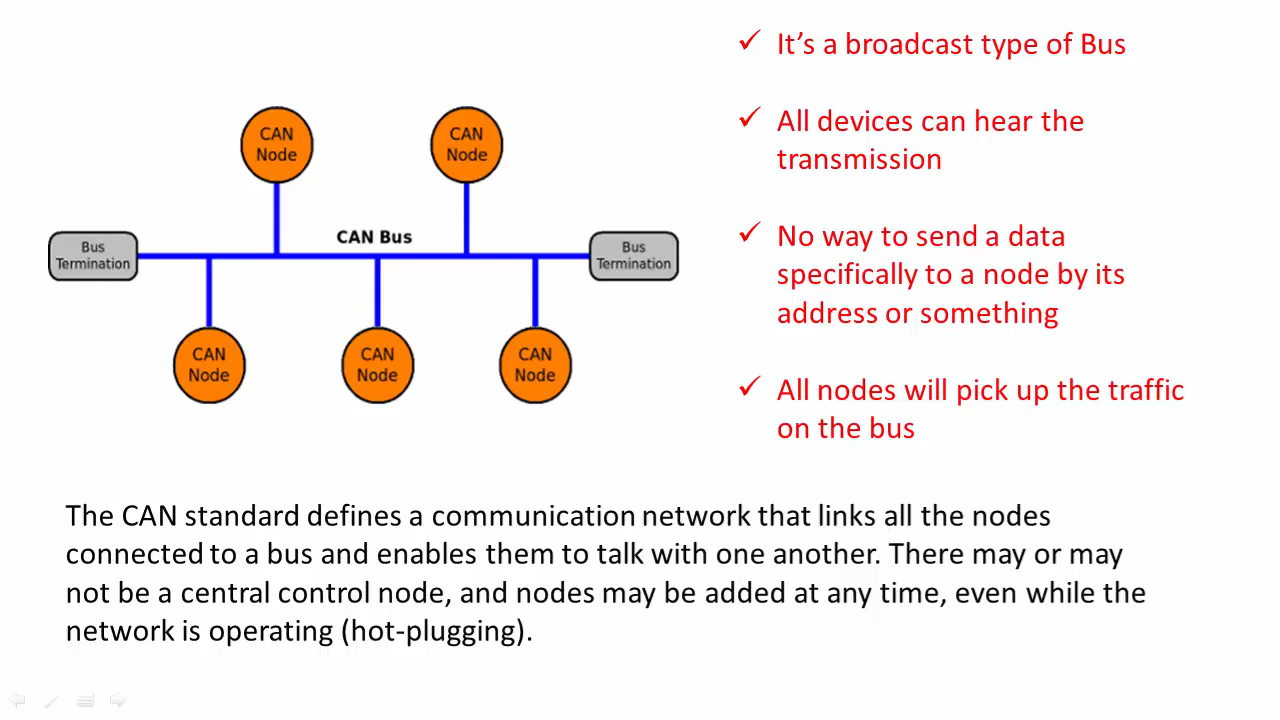 CAN
Node
CAN
Node
CAN Bus
Bus
Termination
Bus
Termination
CAN
Node
CAN
Node
CAN
Node
✓ It’s a broadcast type of Bus
✓ All devices can hear the
transmission
✓ No way to send a data
specifically to a node by its
address or something
✓ All nodes will pick up the traffic
on the bus
The CAN standard defines a communication network that links all the nodes
connected to a bus and enables them to talk with one another. There may or may
not be a central control node, and nodes may be added at any time, even while the
network is operating (hot-plugging).